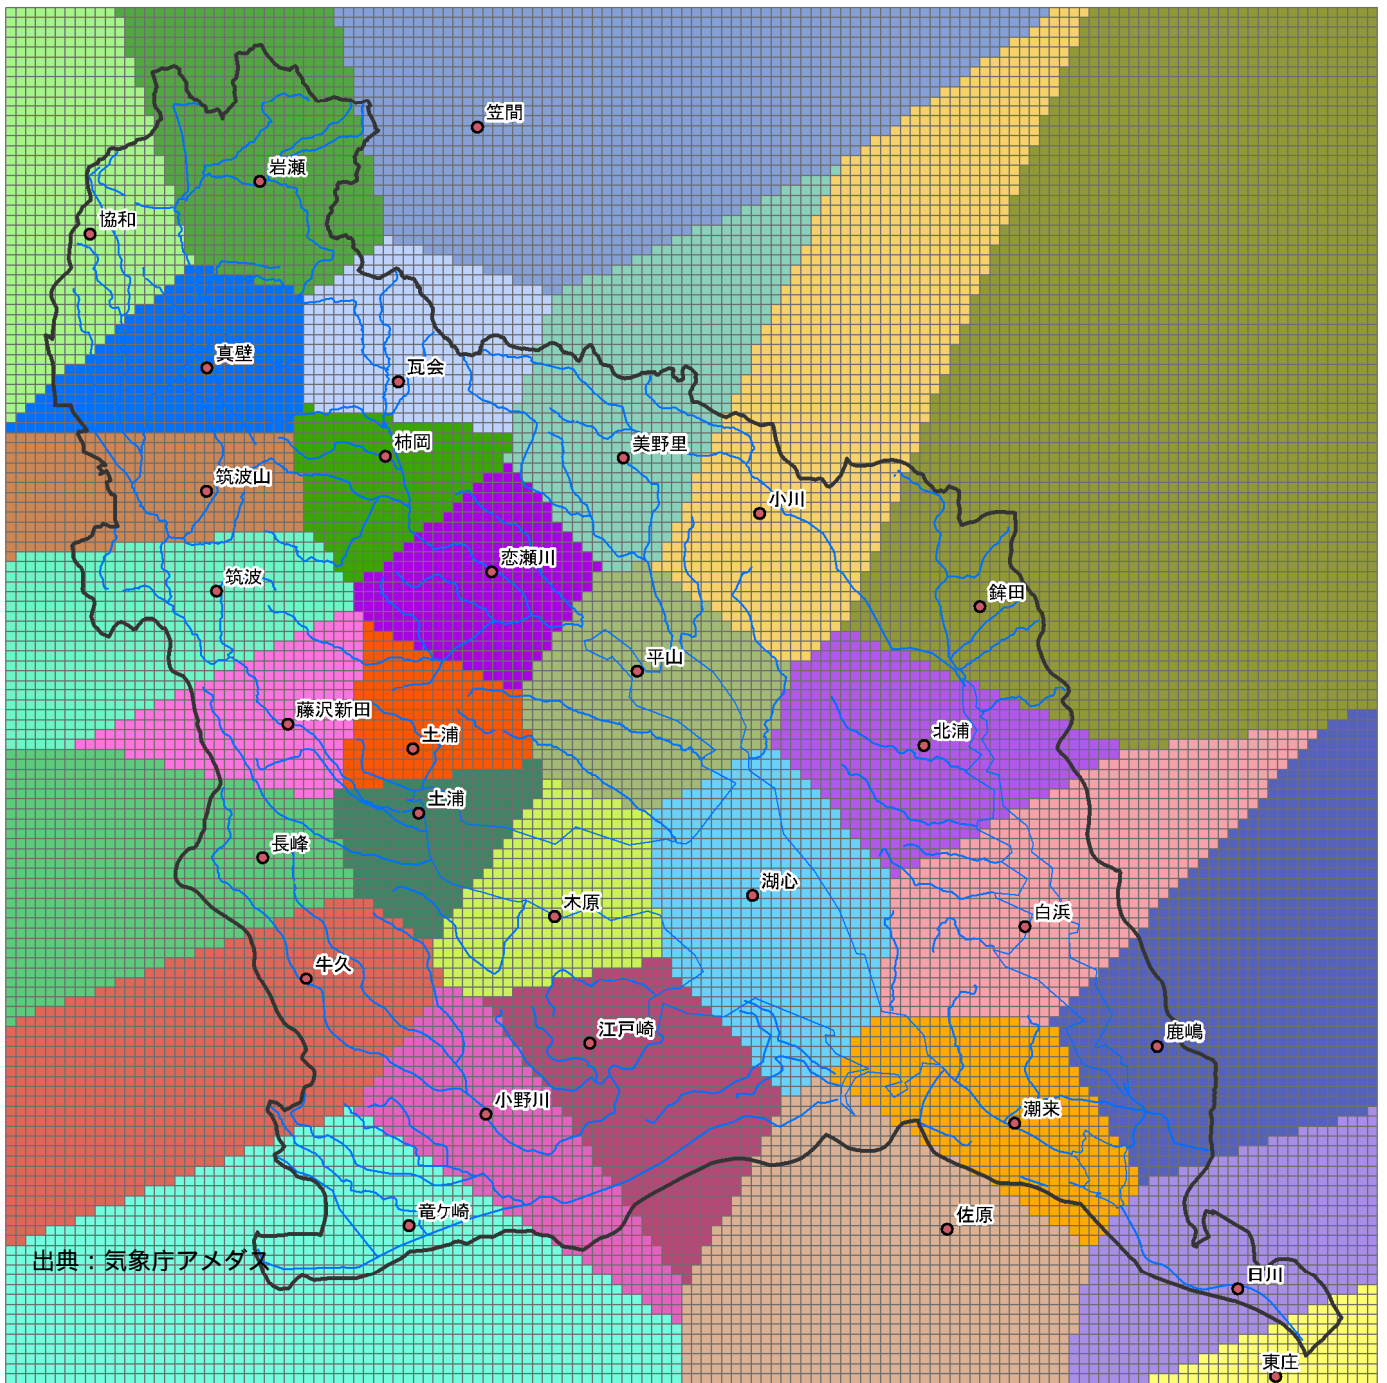 笠間
岩瀬
協和
真壁
瓦会
柿岡
美野里
筑波山
小川
恋瀬川
筑波
鉾田
平山
藤沢新田
土浦
北浦
土浦
長峰
湖心
木原
白浜
牛久
江戸崎
鹿嶋
小野川
潮来
竜ケ崎
佐原
出典：気象庁アメダス
日川
東庄